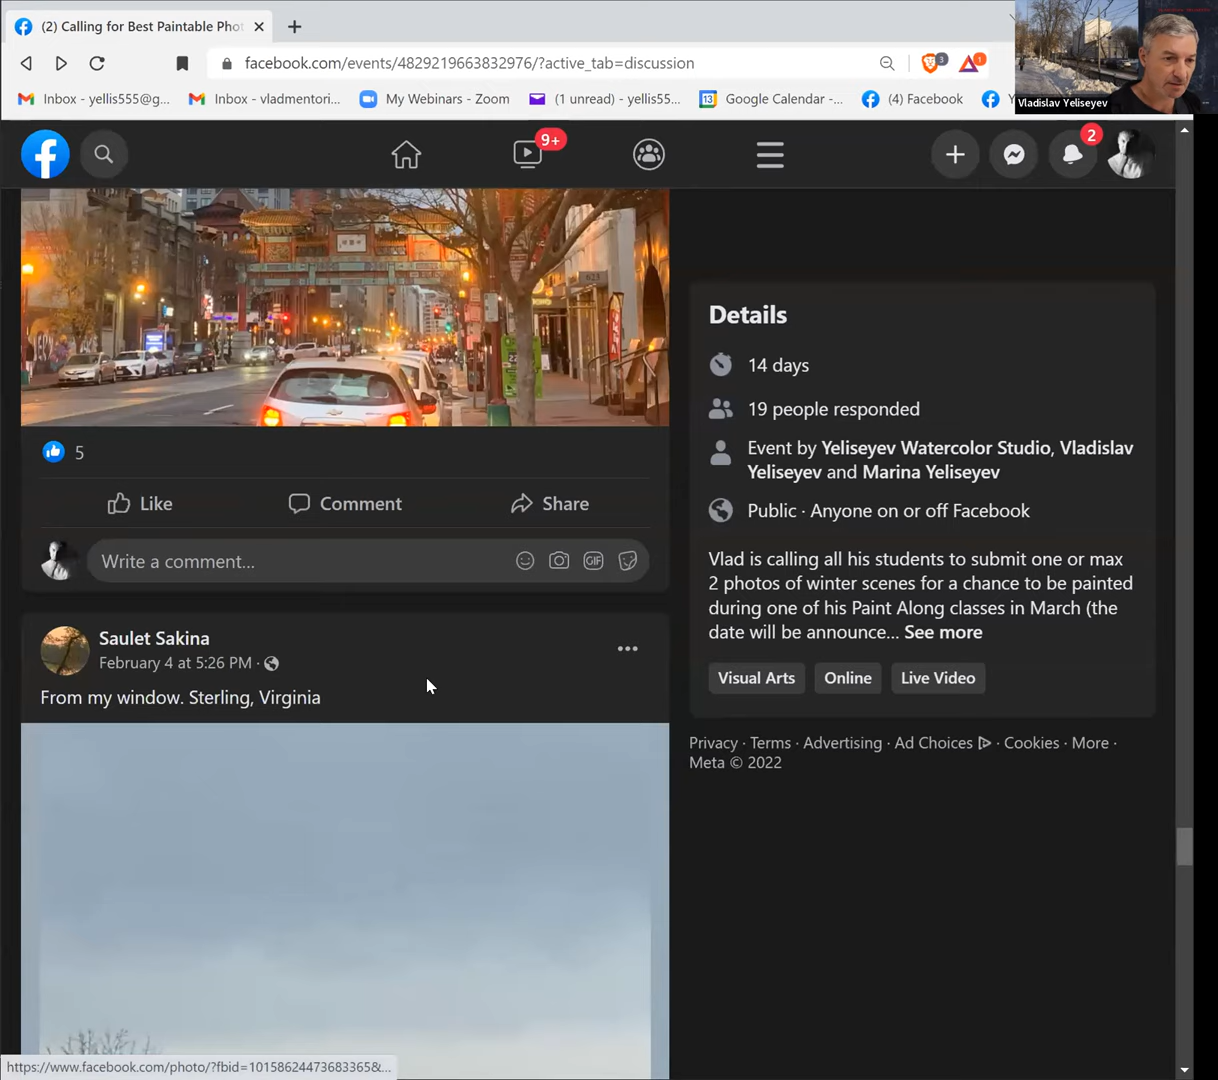 (2) Calling for Best Paintable Pho
facebook.com/events/4829219663832976/?active_tab=discussion
3
1
Vladislav Yeliseyev
Inbox - yellis555@g...
Inbox - vladmentori...
My Webinars - Zoom
(1 unread) - yellis55...
13
Google Calendar -...
(4) Facebook
9+
2
Details
14 days
19 people responded
Event by Yeliseyev Watercolor Studio, Vladislav
Yeliseyev and Marina Yeliseyev
Public · Anyone on or off Facebook
Vlad is calling all his students to submit one or max
2 photos of winter scenes for a chance to be painted
during one of his Paint Along classes in March (the
date will be announce... See more
Visual Arts
Online
Live Video
Privacy · Terms · Advertising · Ad Choices · Cookies · More ·
Meta © 2022
5
Like
Comment
Share
Write a comment...
GIF
Saulet Sakina
February 4 at 5:26 PM ·
From my window. Sterling, Virginia
https://www.facebook.com/photo/?fbid=10158624473683365&...